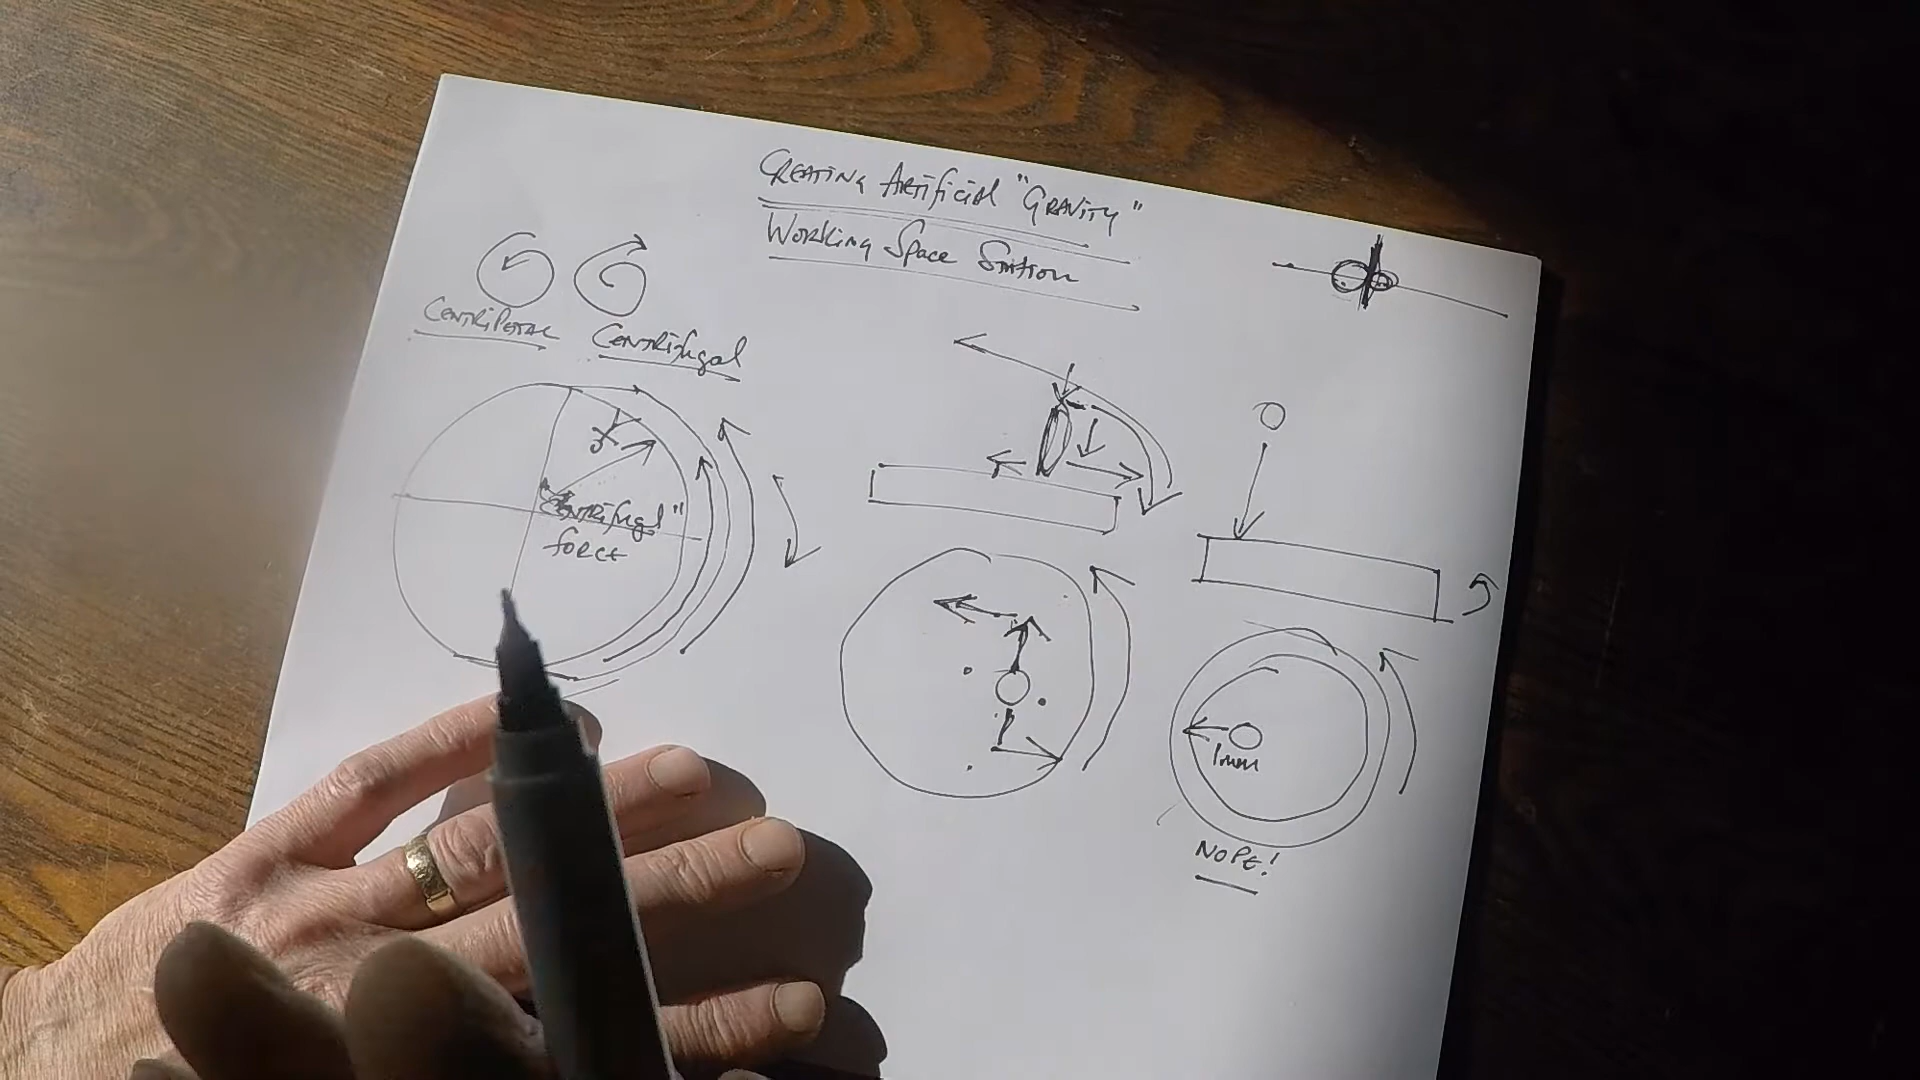 CREATING ARTIFICIAL "GRAVITY"
WORKING SPACE STATION
CENTRIPETAL
CENTRIFUGAL
CENTRIFUGAL"
FORCE
1mm
NOPE!